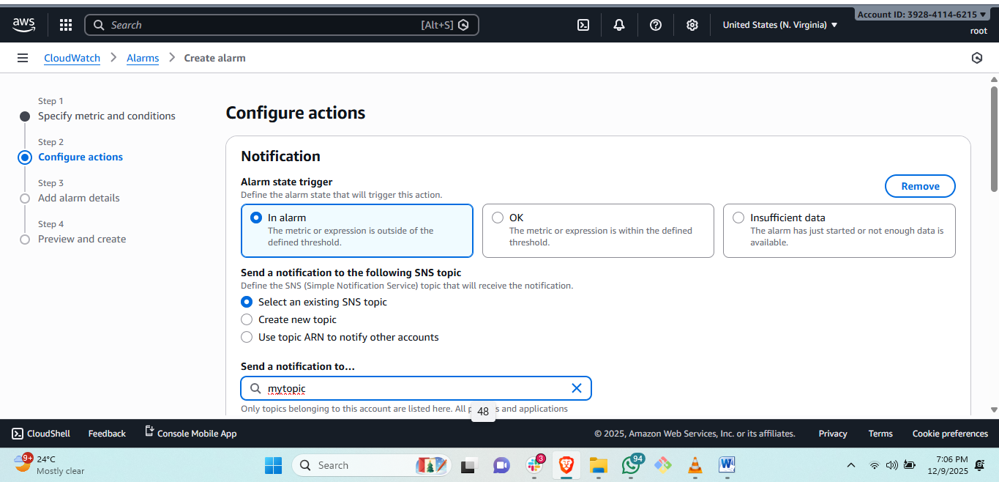 Account ID: 3928-4114-6215
aws
Search
[Alt+S]
United States (N. Virginia)
root
CloudWatch
Alarms
Create alarm
Step 1
Specify metric and conditions
Step 2
Configure actions
Step 3
Add alarm details
Step 4
Preview and create
Configure actions
Notification
Alarm state trigger
Define the alarm state that will trigger this action.
Remove
In alarm
The metric or expression is outside of the
defined threshold.
OK
The metric or expression is within the defined
threshold.
Insufficient data
The alarm has just started or not enough data is
available.
Send a notification to the following SNS topic
Define the SNS (Simple Notification Service) topic that will receive the notification.
Select an existing SNS topic
Create new topic
Use topic ARN to notify other accounts
Send a notification to…
mytopic
Only topics belonging to this account are listed here. All s and applications
48
CloudShell
Feedback
Console Mobile App
© 2025, Amazon Web Services, Inc. or its affiliates.
Privacy
Terms
Cookie preferences
9+
24°C
Mostly clear
Search
3
94
W
7:06 PM
12/9/2025